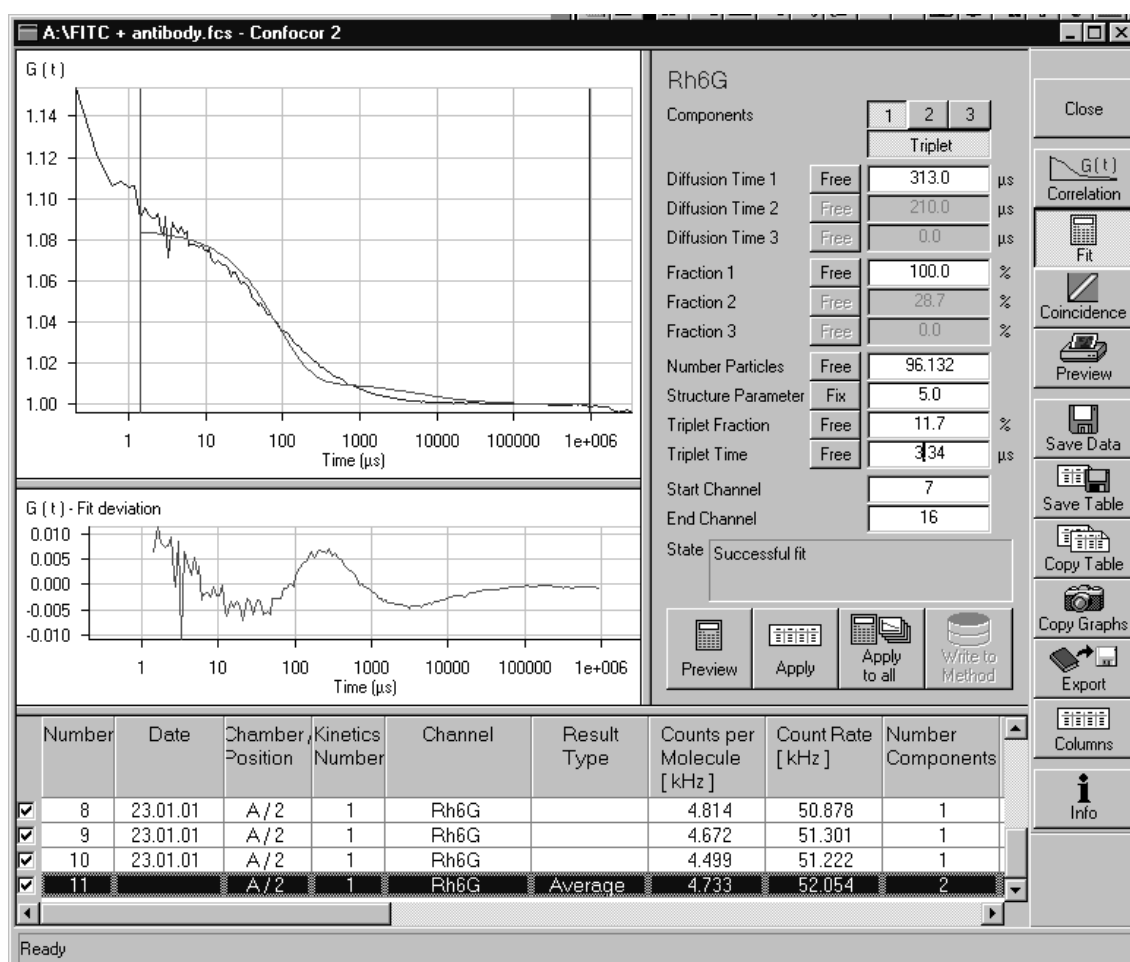 A:\FITC + antibody.fcs - Confocor 2
G ( t )
1.14
1.12
1.10
1.08
1.06
1.04
1.02
1.00
1 10 100 1000 10000 100000 1e+006
Time (µs)
G ( t ) - Fit deviation
0.010
0.005
0.000
-0.005
-0.010
1 10 100 1000 10000 100000 1e+006
Time (µs)
Rh6G
Components 1 2 3
Triplet
Diffusion Time 1 Free 313.0 µs
Diffusion Time 2 Free 210.0 µs
Diffusion Time 3 Free 0.0 µs
Fraction 1 Free 100.0 %
Fraction 2 Free 28.7 %
Fraction 3 Free 0.0 %
Number Particles Free 96.132
Structure Parameter Fix 5.0
Triplet Fraction Free 11.7 %
Triplet Time Free 3.34 µs
Start Channel 7
End Channel 16
State Successful fit
Preview
Apply
Apply
to all
Write to
Method
Close
G(t)
Correlation
Fit
Coincidence
Preview
Save Data
Save Table
Copy Table
Copy Graphs
Export
Columns
Info
Number Date Chamber / Kinetics Channel Result Counts per Count Rate Number
Position Number Type Molecule [ kHz ] Components
[ kHz ]
8 23.01.01 A / 2 1 Rh6G 4.814 50.878 1
9 23.01.01 A / 2 1 Rh6G 4.672 51.301 1
10 23.01.01 A / 2 1 Rh6G 4.499 51.222 1
11 A / 2 1 Rh6G Average 4.733 52.054 2
Ready